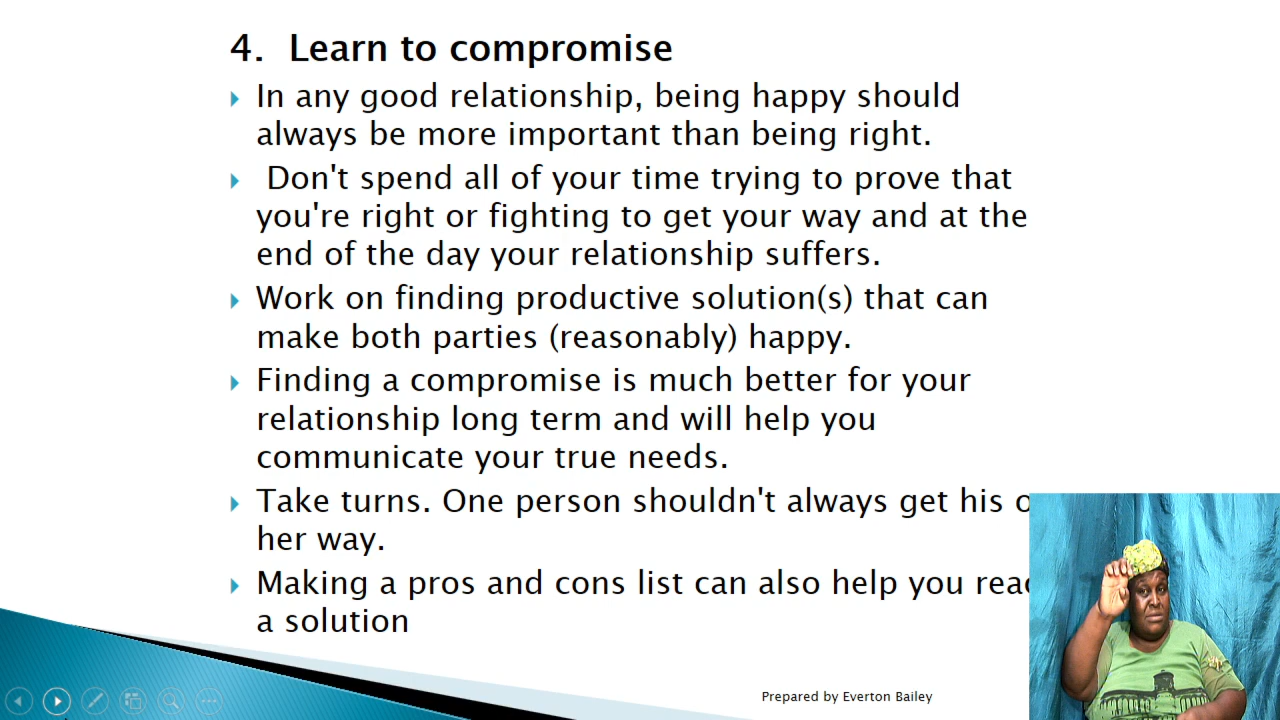 4. Learn to compromise
In any good relationship, being happy should
always be more important than being right.
Don't spend all of your time trying to prove that
you're right or fighting to get your way and at the
end of the day your relationship suffers.
Work on finding productive solution(s) that can
make both parties (reasonably) happy.
Finding a compromise is much better for your
relationship long term and will help you
communicate your true needs.
Take turns. One person shouldn't always get his
her way.
Making a pros and cons list can also help you
a solution
Prepared by Everton Bailey